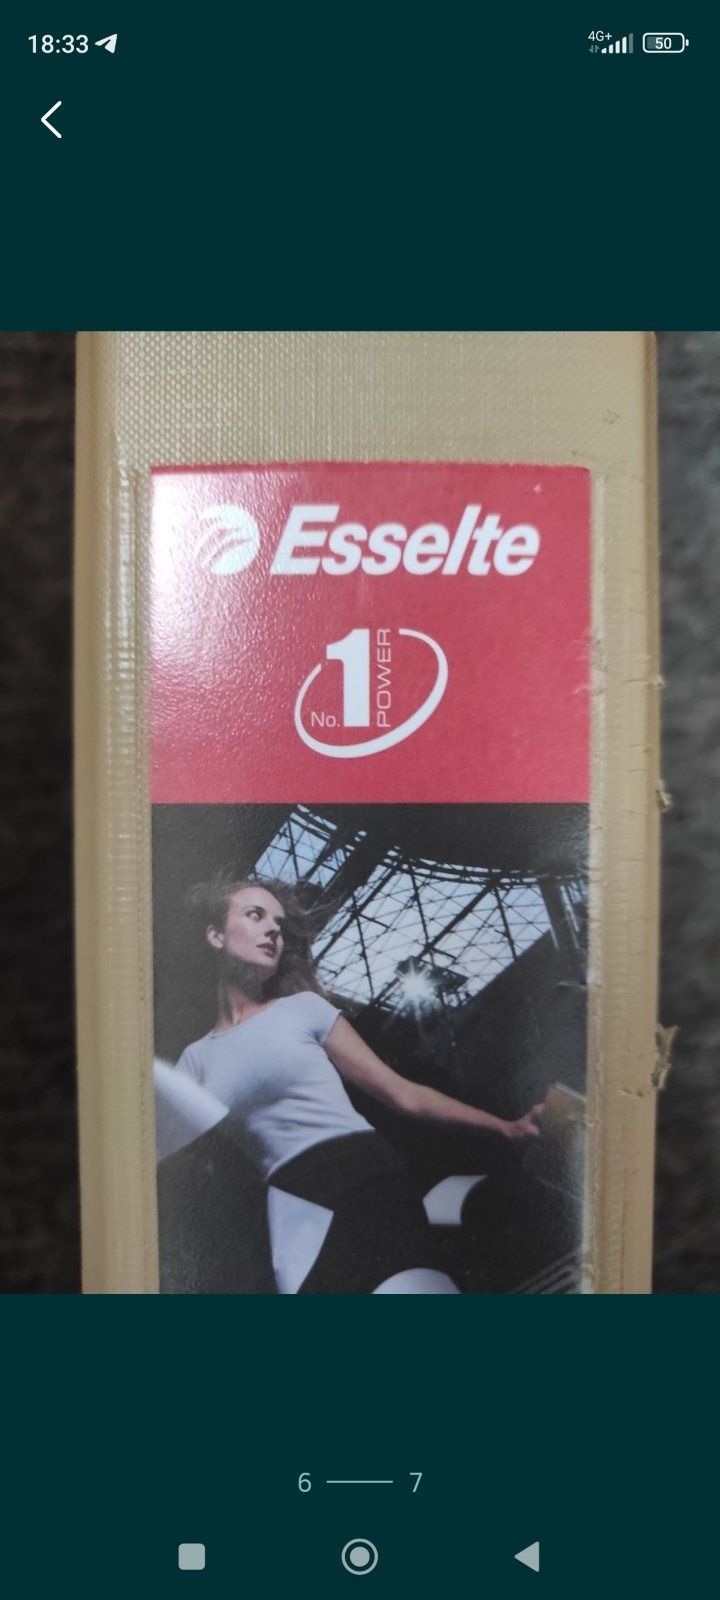 18:33
4G+
50
Esselte
No.1 POWER
6
7